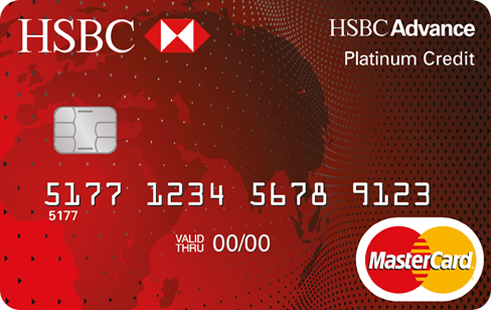 HSBC
HSBC Advance
Platinum Credit
5177 1234 5678 9123
5177
VALID THRU 00/00
MasterCard